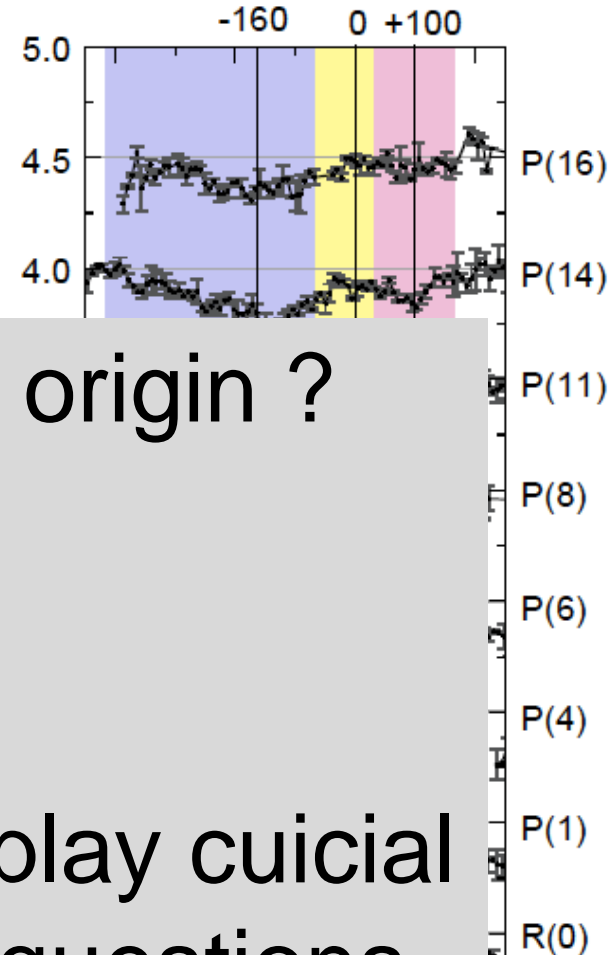 -160 0 +100
5.0
4.5 P(16)
4.0 P(14)
origin ?
P(11)
P(8)
P(6)
P(4)
play cuicial
P(1)
questions
R(0)